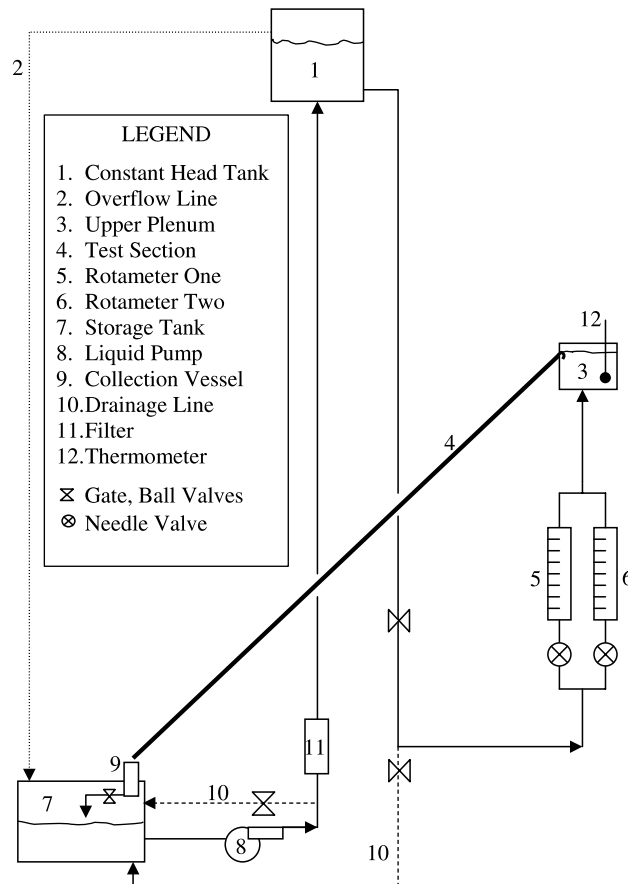 2
1
LEGEND
1. Constant Head Tank
2. Overflow Line
3. Upper Plenum
4. Test Section
5. Rotameter One
6. Rotameter Two
7. Storage Tank
8. Liquid Pump
9. Collection Vessel
10.Drainage Line
11.Filter
12.Thermometer
Gate, Ball Valves
Needle Valve
12
3
4
5
6
11
9
7
10
8
10